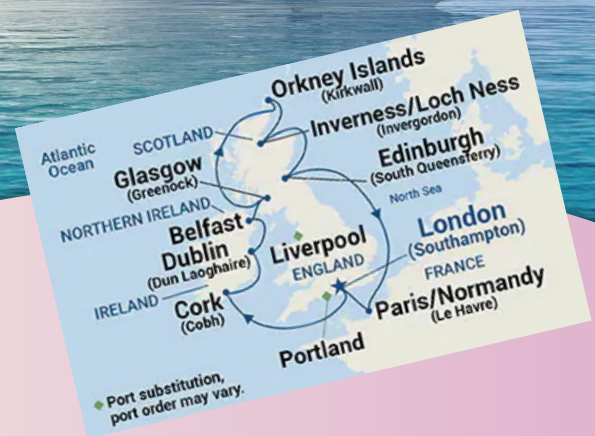 Orkney Islands
(Kirkwall)
Inverness/Loch Ness
(Invergordon)
Atlantic
Ocean
SCOTLAND
Edinburgh
(South Queensferry)
Glasgow
(Greenock)
North Sea
NORTHERN IRELAND
Belfast
Dublin
(Dun Laoghaire)
Liverpool
ENGLAND
London
(Southampton)
FRANCE
IRELAND
Cork
(Cobh)
Paris/Normandy
(Le Havre)
Portland
Port substitution,
port order may vary.